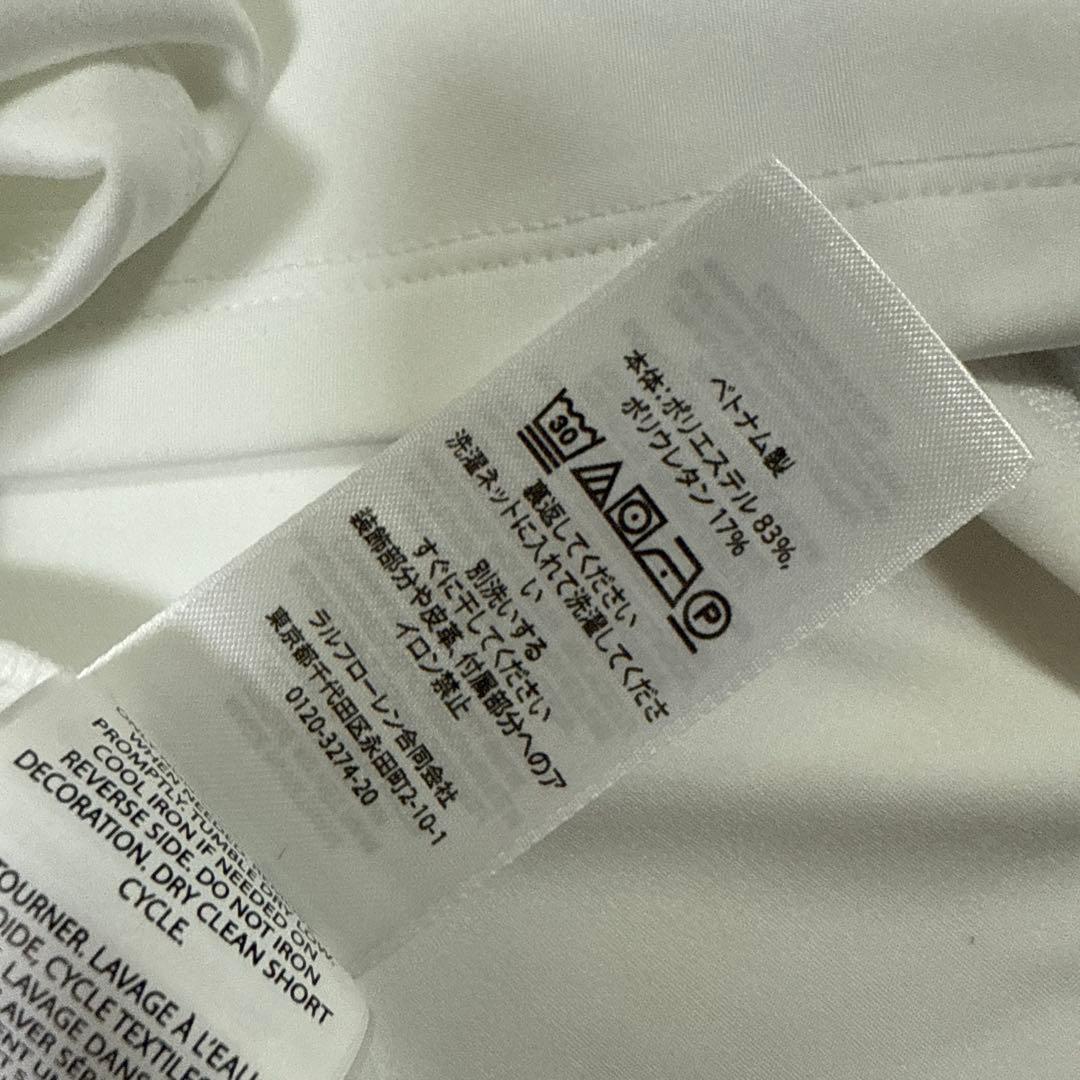 ベトナム製
本体:ポリエステル 83%,
ポリウレタン 17%
30
P
裏返してください
洗濯ネットに入れて洗濯してくださ
い
別洗いする
すぐに干してください
装飾部分や皮革、付属部分へのア
イロン禁止
ラルフローレン合同会社
東京都千代田区永田町2-10-1
0120-3274-20
PROMPTLY. TUMBLE DRY LOW.
COOL IRON IF NEEDED ON
REVERSE SIDE. DO NOT IRON
DECORATION. DRY CLEAN SHORT
CYCLE.
TOURNER. LAVAGE À L'EAU
CYCLE TEXTILES
LAVAGE DANS